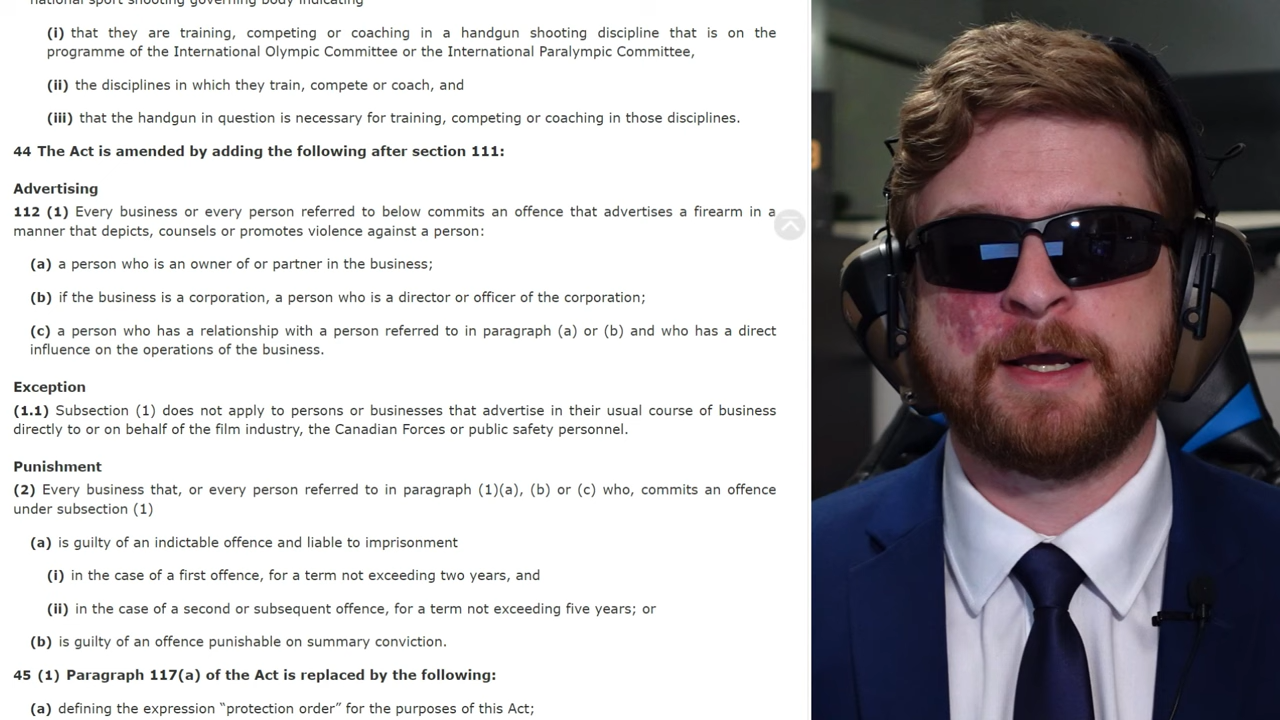 national sport shooting governing body indicating
(i) that they are training, competing or coaching in a handgun shooting discipline that is on the
programme of the International Olympic Committee or the International Paralympic Committee,
(ii) the disciplines in which they train, compete or coach, and
(iii) that the handgun in question is necessary for training, competing or coaching in those disciplines.
44 The Act is amended by adding the following after section 111:
Advertising
112 (1) Every business or every person referred to below commits an offence that advertises a firearm in a
manner that depicts, counsels or promotes violence against a person:
(a) a person who is an owner of or partner in the business;
(b) if the business is a corporation, a person who is a director or officer of the corporation;
(c) a person who has a relationship with a person referred to in paragraph (a) or (b) and who has a direct
influence on the operations of the business.
Exception
(1.1) Subsection (1) does not apply to persons or businesses that advertise in their usual course of business
directly to or on behalf of the film industry, the Canadian Forces or public safety personnel.
Punishment
(2) Every business that, or every person referred to in paragraph (1)(a), (b) or (c) who, commits an offence
under subsection (1)
(a) is guilty of an indictable offence and liable to imprisonment
(i) in the case of a first offence, for a term not exceeding two years, and
(ii) in the case of a second or subsequent offence, for a term not exceeding five years; or
(b) is guilty of an offence punishable on summary conviction.
45 (1) Paragraph 117(a) of the Act is replaced by the following:
(a) defining the expression “protection order” for the purposes of this Act;